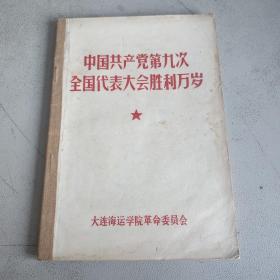 中国共产党第九次
全国代表大会胜利万岁
大连海运学院革命委员会